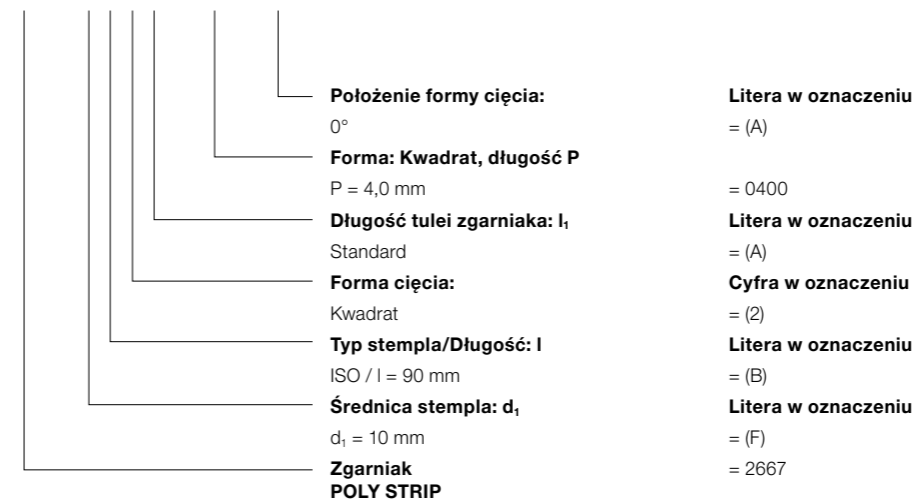 Położenie formy cięcia: Litera w oznaczeniu
0° = (A)
Forma: Kwadrat, długość P
P = 4,0 mm = 0400
Długość tulei zgarniaka: l₁ Litera w oznaczeniu
Standard = (A)
Forma cięcia: Cyfra w oznaczeniu
Kwadrat = (2)
Typ stempla/Długość: l Litera w oznaczeniu
ISO / l = 90 mm = (B)
Średnica stempla: d₁ Litera w oznaczeniu
d₁ = 10 mm = (F)
Zgarniak = 2667
POLY STRIP